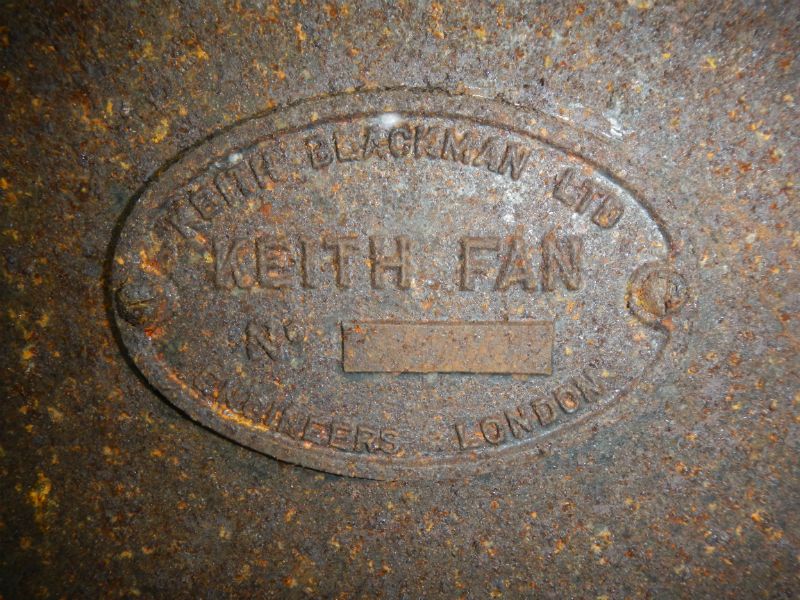 KEITH BLACKMAN LTD
KEITH FAN
No
ENGINEERS LONDON